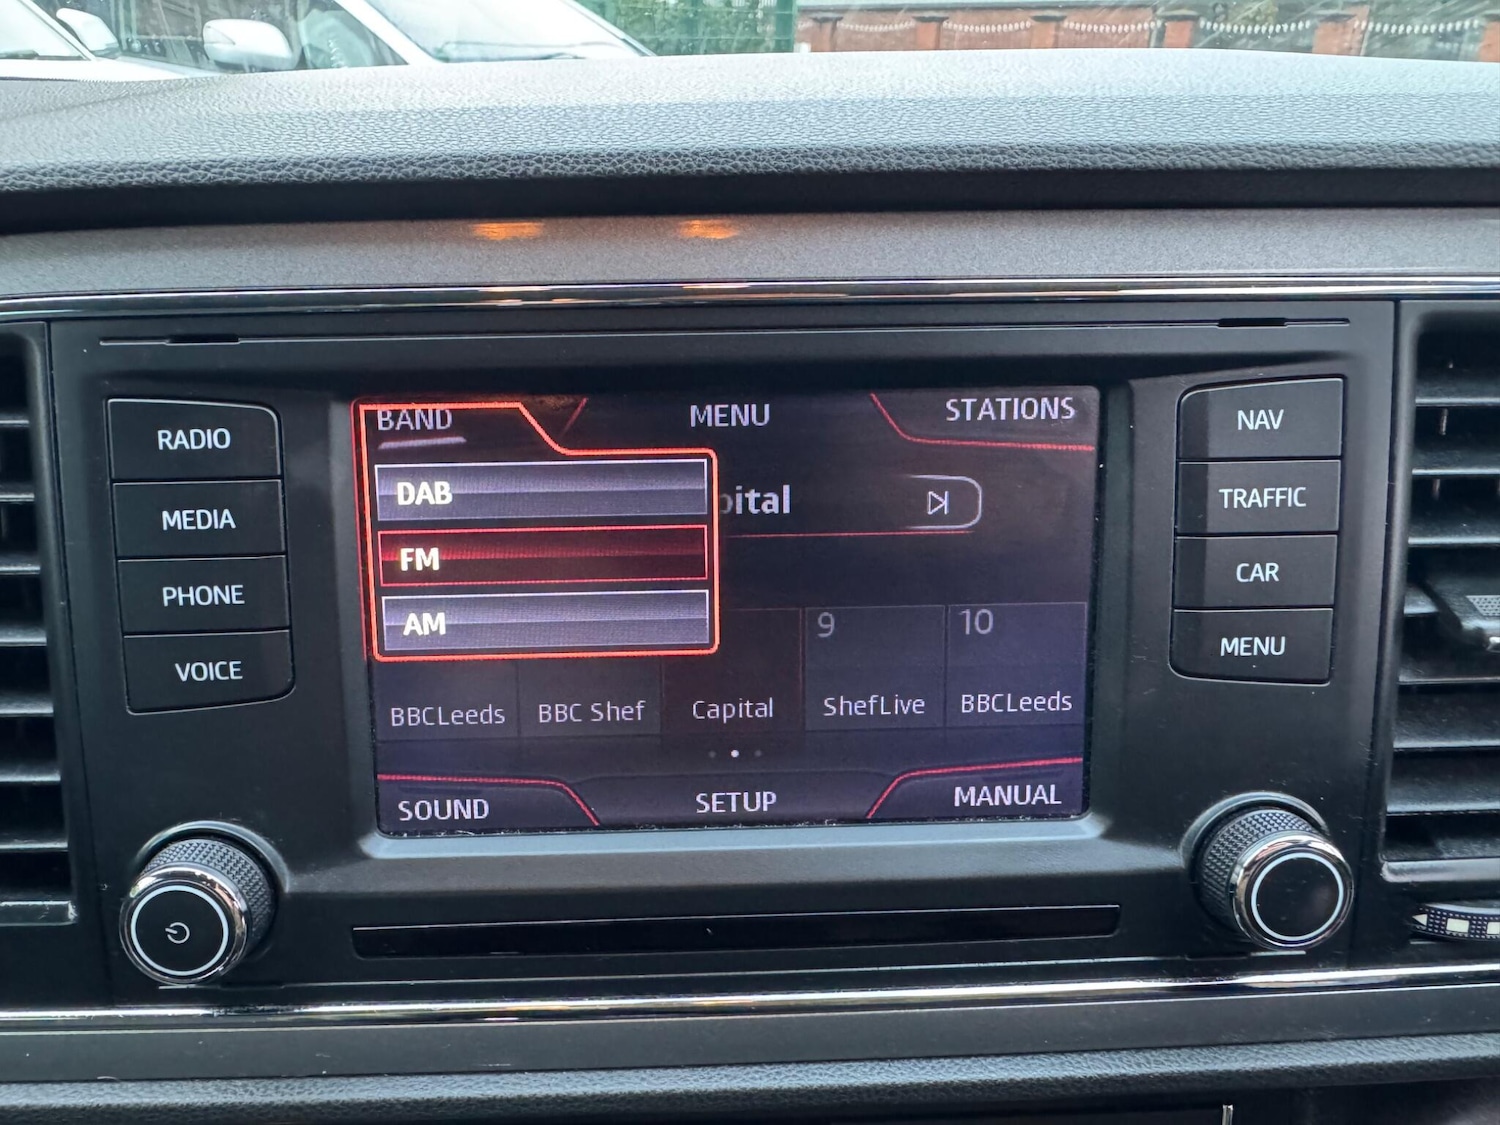 RADIO
MEDIA
PHONE
VOICE
BAND
MENU
STATIONS
DAB
FM
AM
pital
9
10
BBCLeeds
BBC Shef
Capital
ShefLive
BBCLeeds
SOUND
SETUP
MANUAL
NAV
TRAFFIC
CAR
MENU